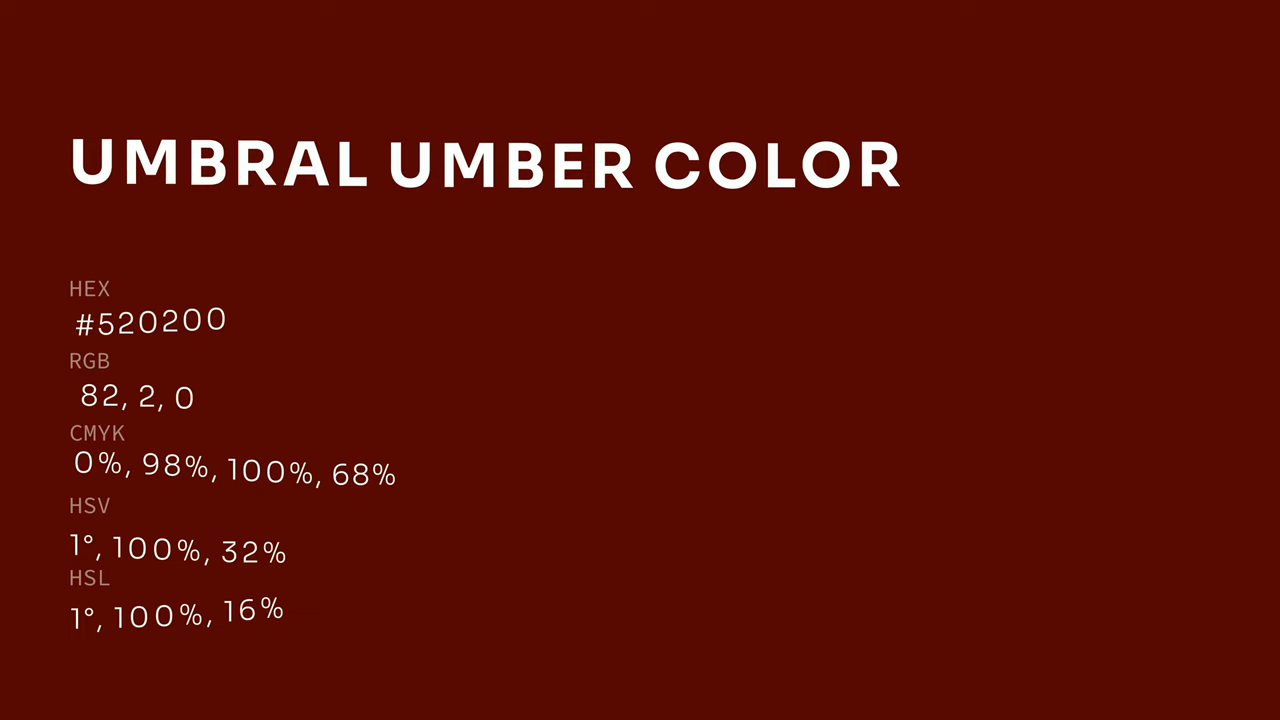 UMBRAL UMBER COLOR
HEX
#520200
RGB
82, 2, 0
CMYK
0%, 98%, 100%, 68%
HSV
1°, 100%, 32%
HSL
1°, 100%, 16%